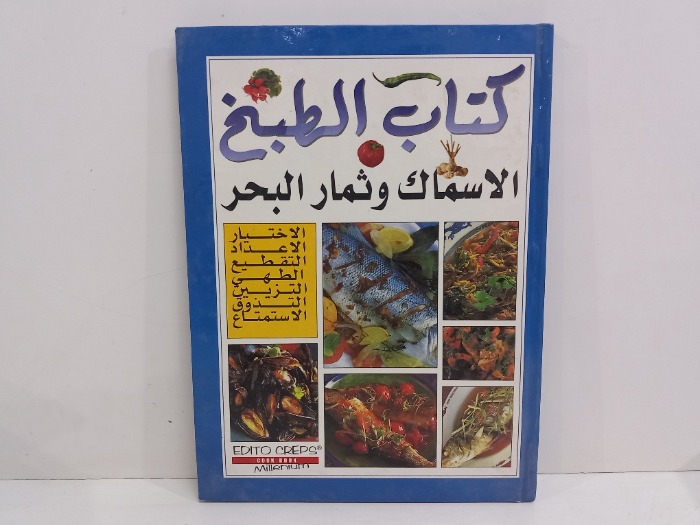 كتاب الطبخ
الاسماك وثمار البحر
الاختيار
الاعداد
التقطيع
الطهي
التزيين
التذوق
الاستمتاع
EDITO CREPS®
COOK BOOK
Millenium